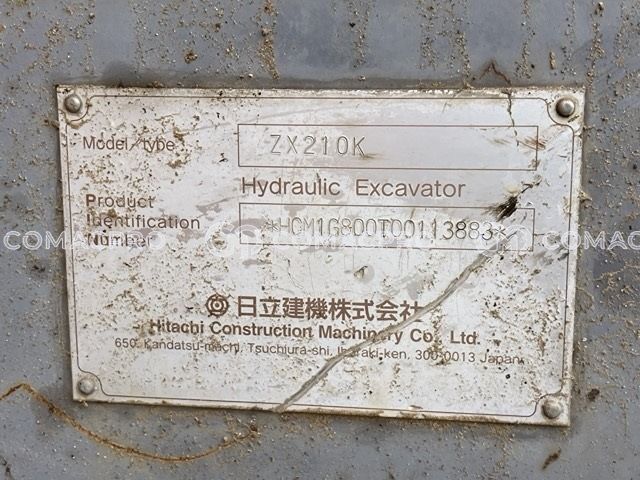 Model/type ZX210K
Hydraulic Excavator
Product
Identification
Number
*HCM1G800T00113883*
日立建機株式会社
Hitachi Construction Machinery Co., Ltd.
650, Kandatsu-machi, Tsuchiura-shi, Ibaraki-ken, 300-0013 Japan